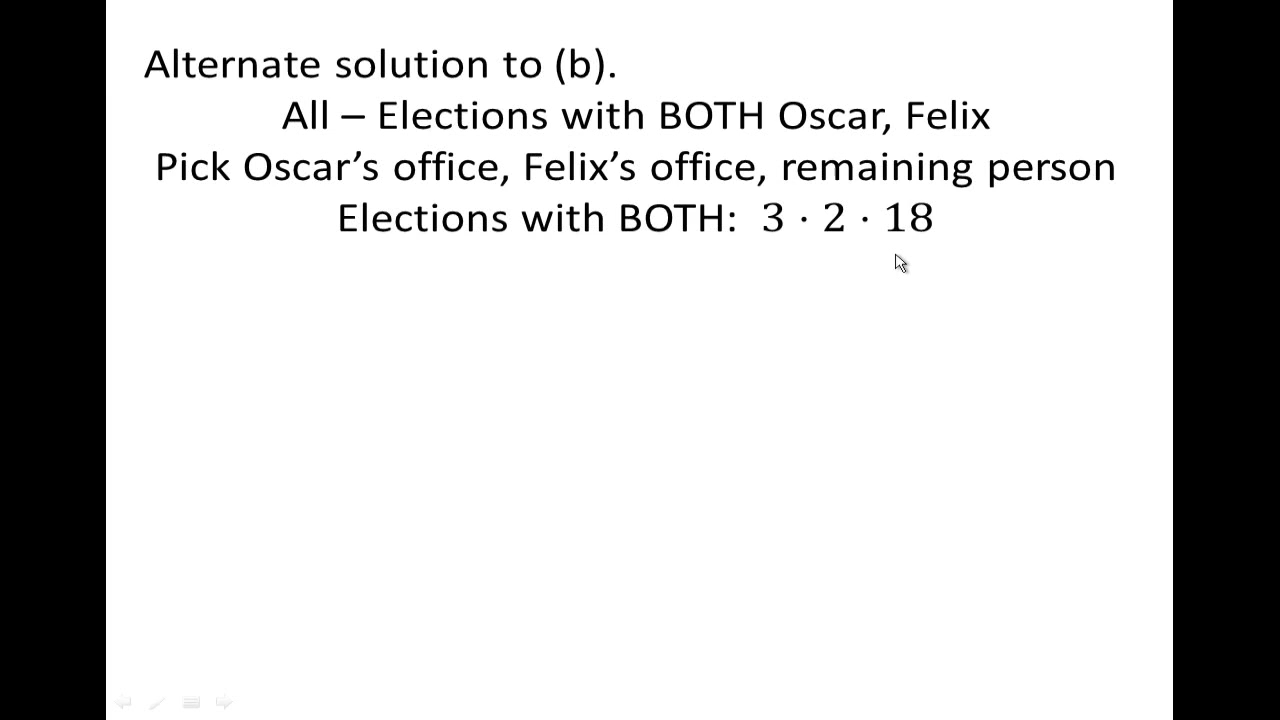 Alternate solution to (b).
All – Elections with BOTH Oscar, Felix
Pick Oscar’s office, Felix’s office, remaining person
Elections with BOTH: 3 · 2 · 18